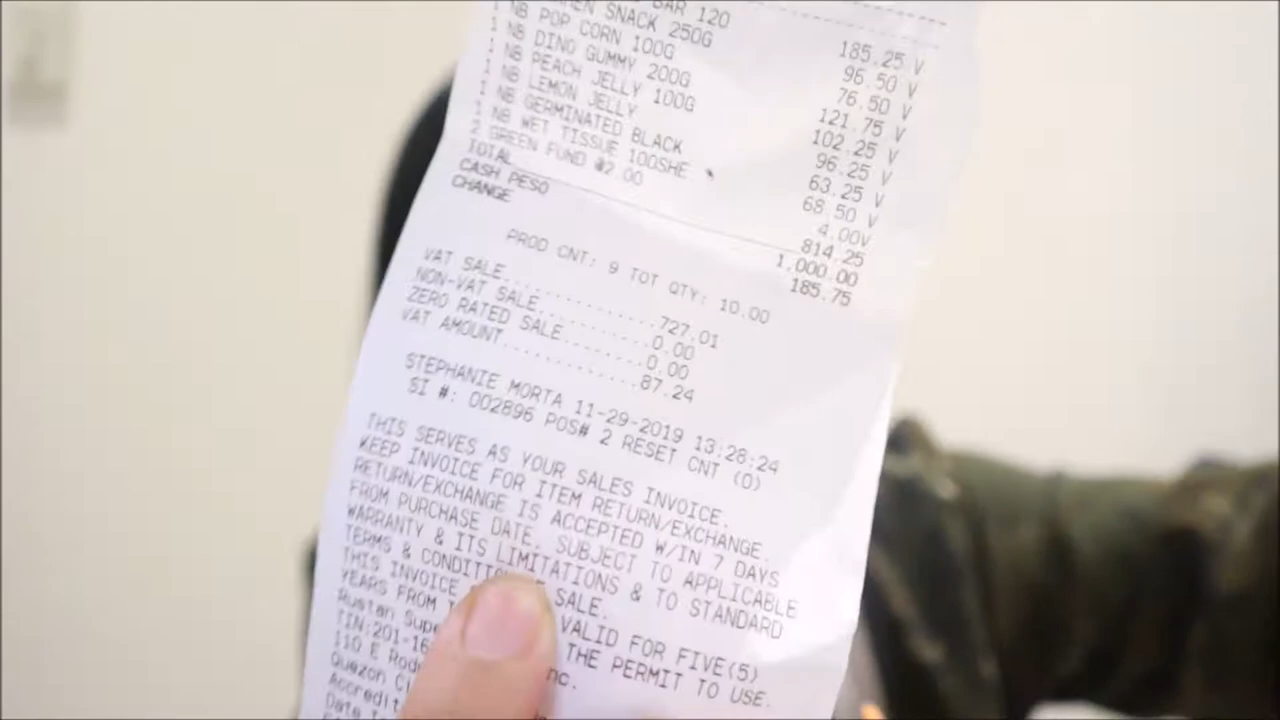 BAR 120 185.25 V
SNACK 250G 96.50 V
1 NB POP CORN 100G 76.50 V
1 NB DINO GUMMY 200G 121.75 V
1 NB PEACH JELLY 100G 102.25 V
1 NB LEMON JELLY 96.25 V
1 NB GERMINATED BLACK 63.25 V
NB WET TISSUE 100SHE 68.50 V
2 GREEN FUND #2.00 4.00V
TOTAL 814.25
CASH PESO 1,000.00
CHANGE 185.75
PROD CNT: 9 TOT QTY: 10.00
VAT SALE 727.01
NON-VAT SALE 0.00
ZERO RATED SALE 0.00
VAT AMOUNT 87.24
STEPHANIE MORTA 11-29-2019 13:28:24
SI #: 002896 POS# 2 RESET CNT (0)
THIS SERVES AS YOUR SALES INVOICE.
KEEP INVOICE FOR ITEM RETURN/EXCHANGE.
RETURN/EXCHANGE IS ACCEPTED W/IN 7 DAYS
FROM PURCHASE DATE. SUBJECT TO APPLICABLE
WARRANTY & ITS LIMITATIONS & TO STANDARD
TERMS & SALE.
THIS INVOICE VALID FOR FIVE(5)
YEARS FROM THE PERMIT TO USE.
Rustan
TIN:201-16
110 E
Quezon